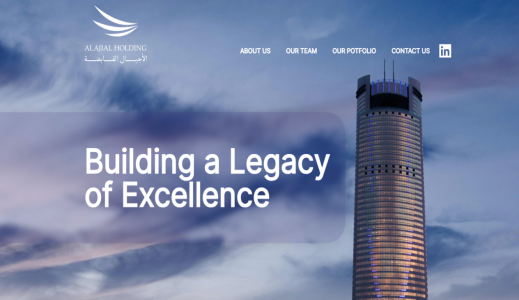 ALAJIAL HOLDING
الأجيال القابضة
ABOUT US
OUR TEAM
OUR POTFOLIO
CONTACT US
in
Building a Legacy
of Excellence